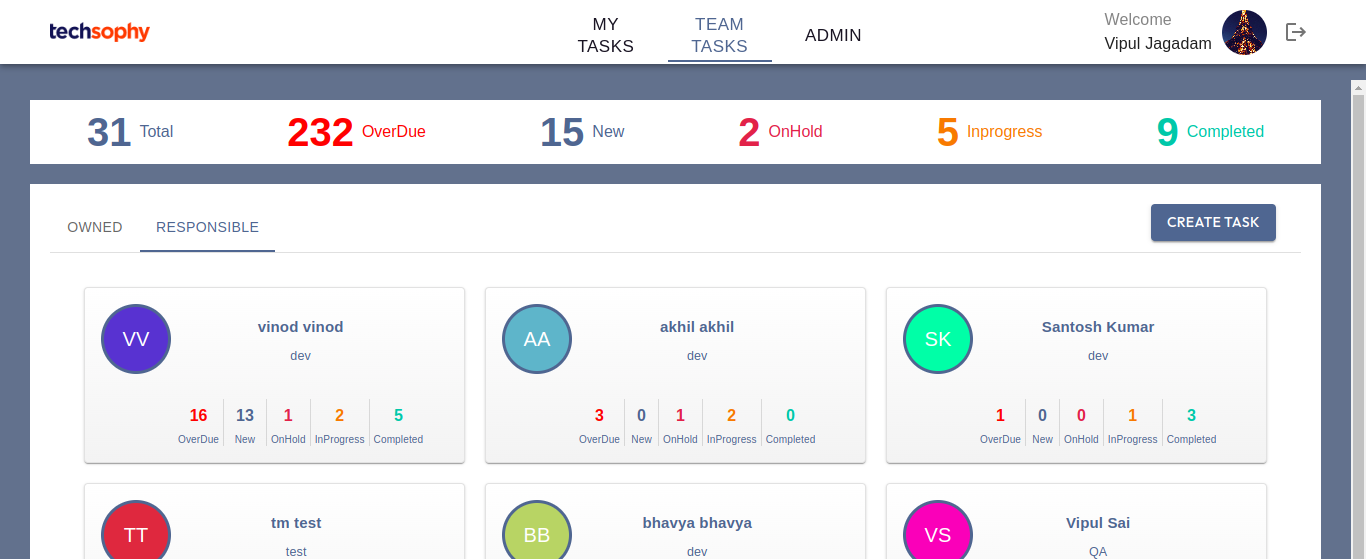 techsophy
MY TASKS
TEAM TASKS
ADMIN
Welcome
Vipul Jagadam
31 Total
232 OverDue
15 New
2 OnHold
5 Inprogress
9 Completed
OWNED
RESPONSIBLE
CREATE TASK
VV
vinod vinod
dev
16 13 1 2 5
OverDue New OnHold InProgress Completed
AA
akhil akhil
dev
3 0 1 2 0
OverDue New OnHold InProgress Completed
SK
Santosh Kumar
dev
1 0 0 1 3
OverDue New OnHold InProgress Completed
TT
tm test
test
BB
bhavya bhavya
dev
VS
Vipul Sai
QA